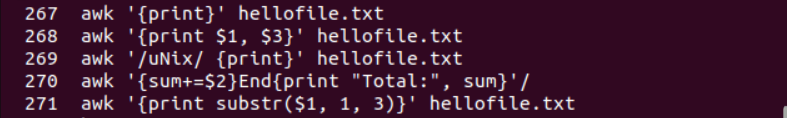 267 awk '{print}' hellofile.txt
268 awk '{print $1, $3}' hellofile.txt
269 awk '/uNix/ {print}' hellofile.txt
270 awk '{sum+=$2}End{print "Total:", sum}'/
271 awk '{print substr($1, 1, 3)}' hellofile.txt